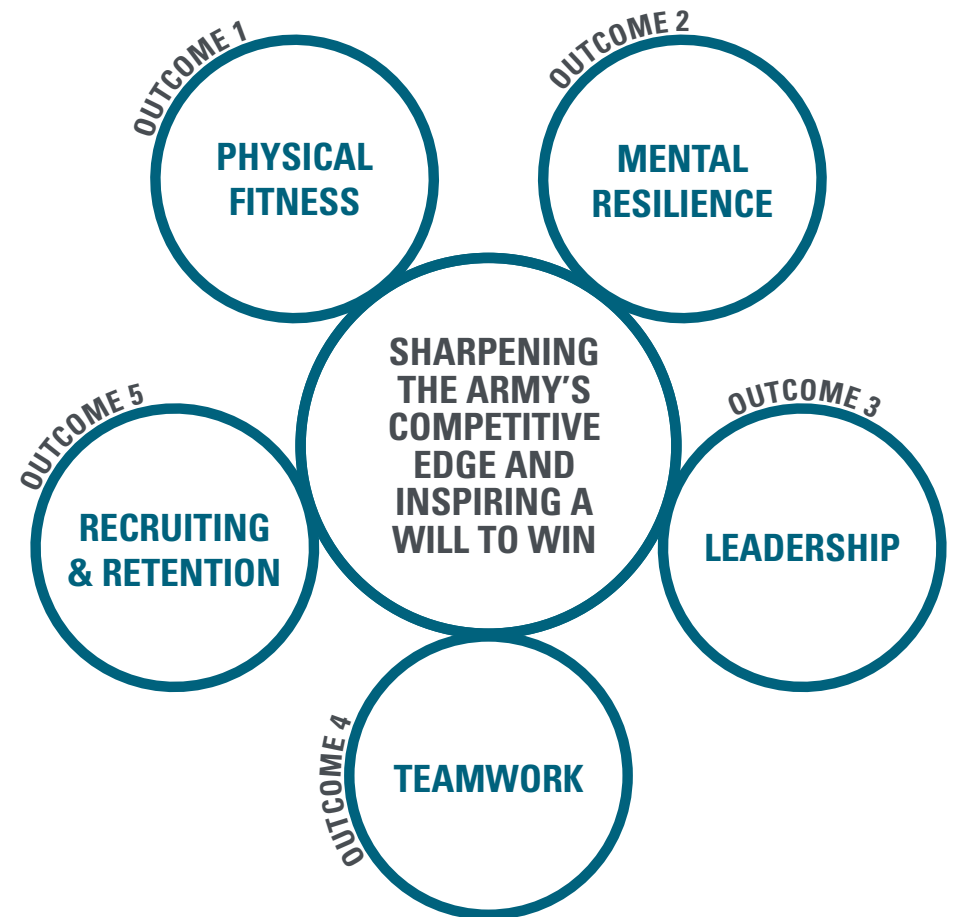 OUTCOME 1
PHYSICAL
FITNESS
OUTCOME 2
MENTAL
RESILIENCE
SHARPENING
THE ARMY'S
COMPETITIVE
EDGE AND
INSPIRING A
WILL TO WIN
OUTCOME 3
LEADERSHIP
OUTCOME 4
TEAMWORK
OUTCOME 5
RECRUITING
& RETENTION